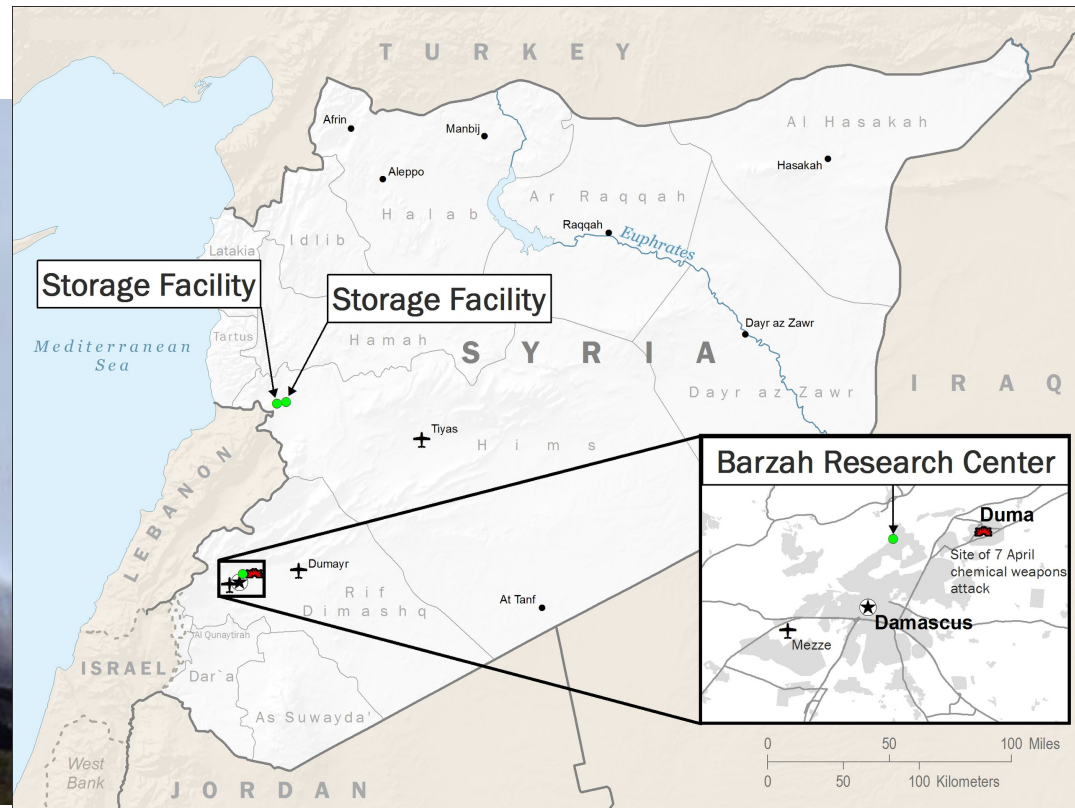 TURKEY
Afrin
Manbij
Al Hasakah
Hasakah
Aleppo
Halab
Ar Raqqah
Raqqah
Idlib
Euphrates
Latakia
Storage Facility
Storage Facility
Dayr az Zawr
Tartus
Hamah
SYRIA
Mediterranean
Sea
Dayr az Zawr
IRAQ
Tiyas
Hims
Barzah Research Center
LEBANON
Duma
Site of 7 April
chemical weapons
attack
Dumayr
Rif
Dimashq
At Tanf
Damascus
Mezze
Al Qunaytirah
ISRAEL
Dar`a
As Suwayda'
West
Bank
JORDAN
0 50 100 Miles
0 50 100 Kilometers